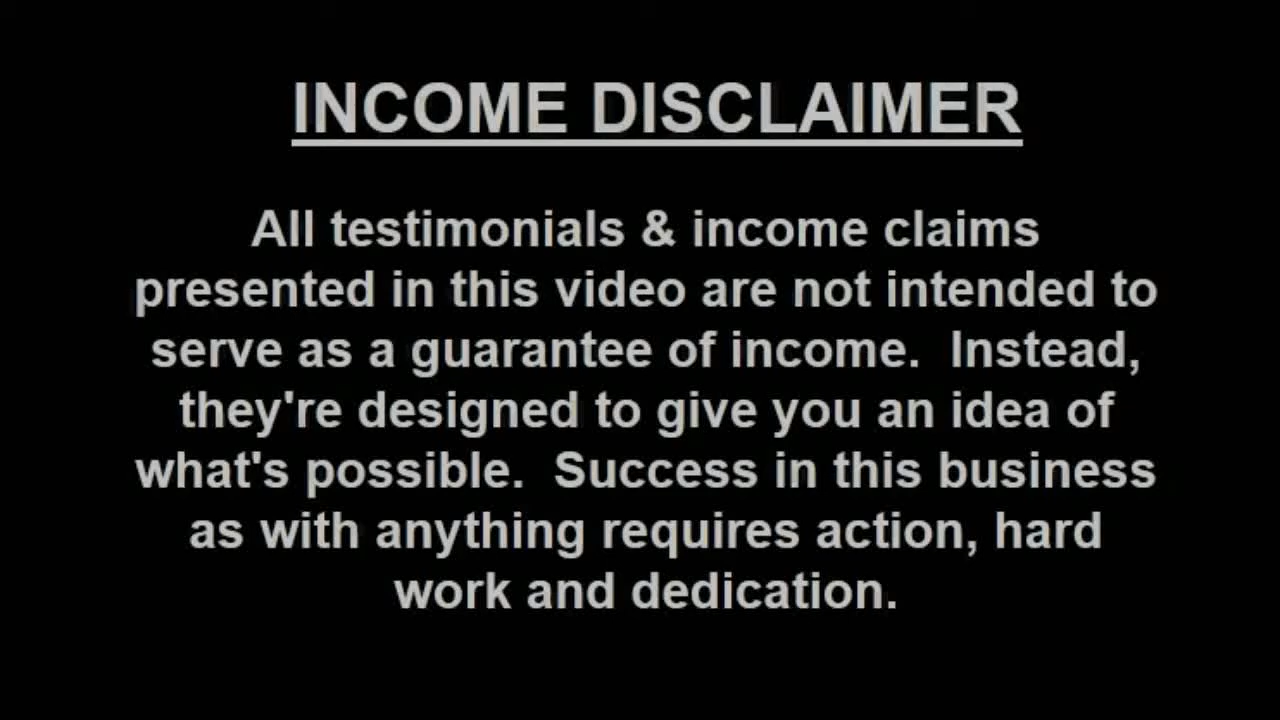 INCOME DISCLAIMER
All testimonials & income claims
presented in this video are not intended to
serve as a guarantee of income.  Instead,
they're designed to give you an idea of
what's possible.  Success in this business
as with anything requires action, hard
work and dedication.